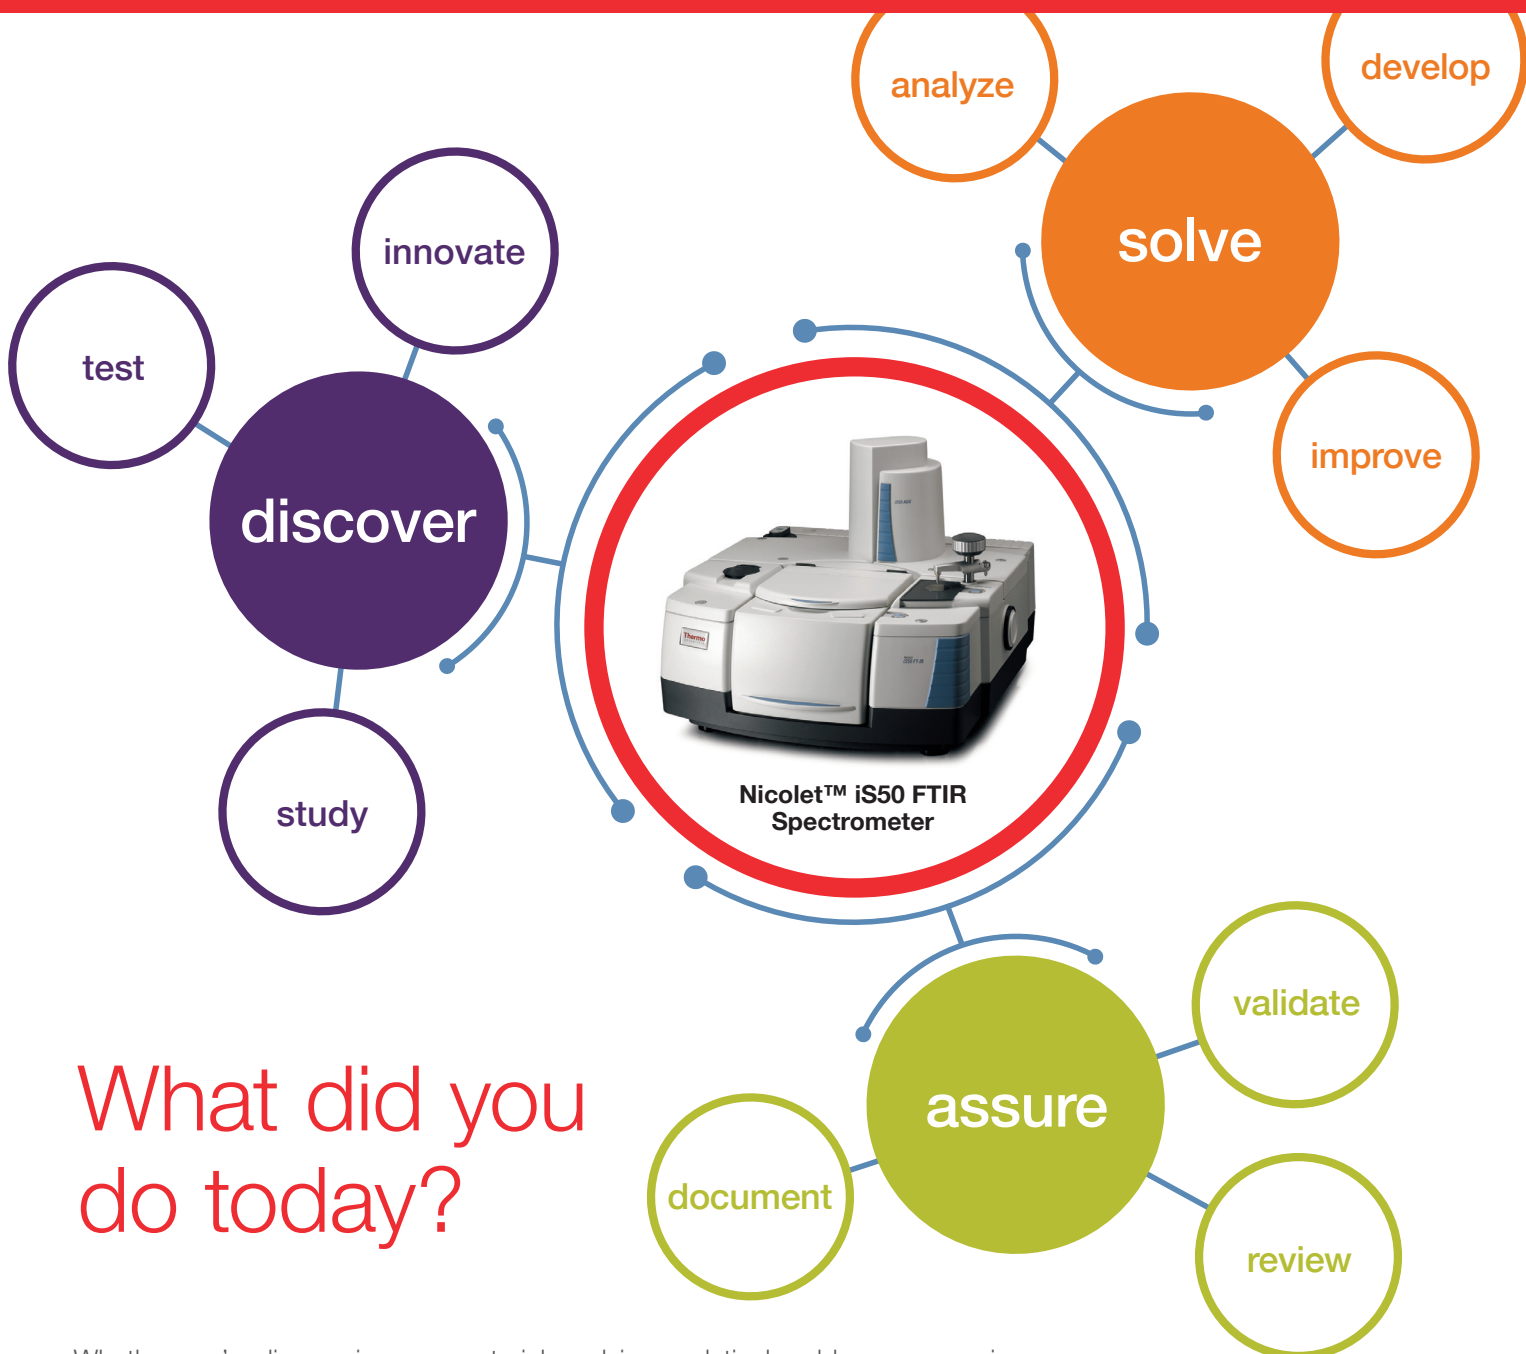 analyze
develop
solve
innovate
test
improve
discover
Thermo
Nicolet™ iS50 FTIR
Spectrometer
study
validate
assure
document
review
What did you
do today?